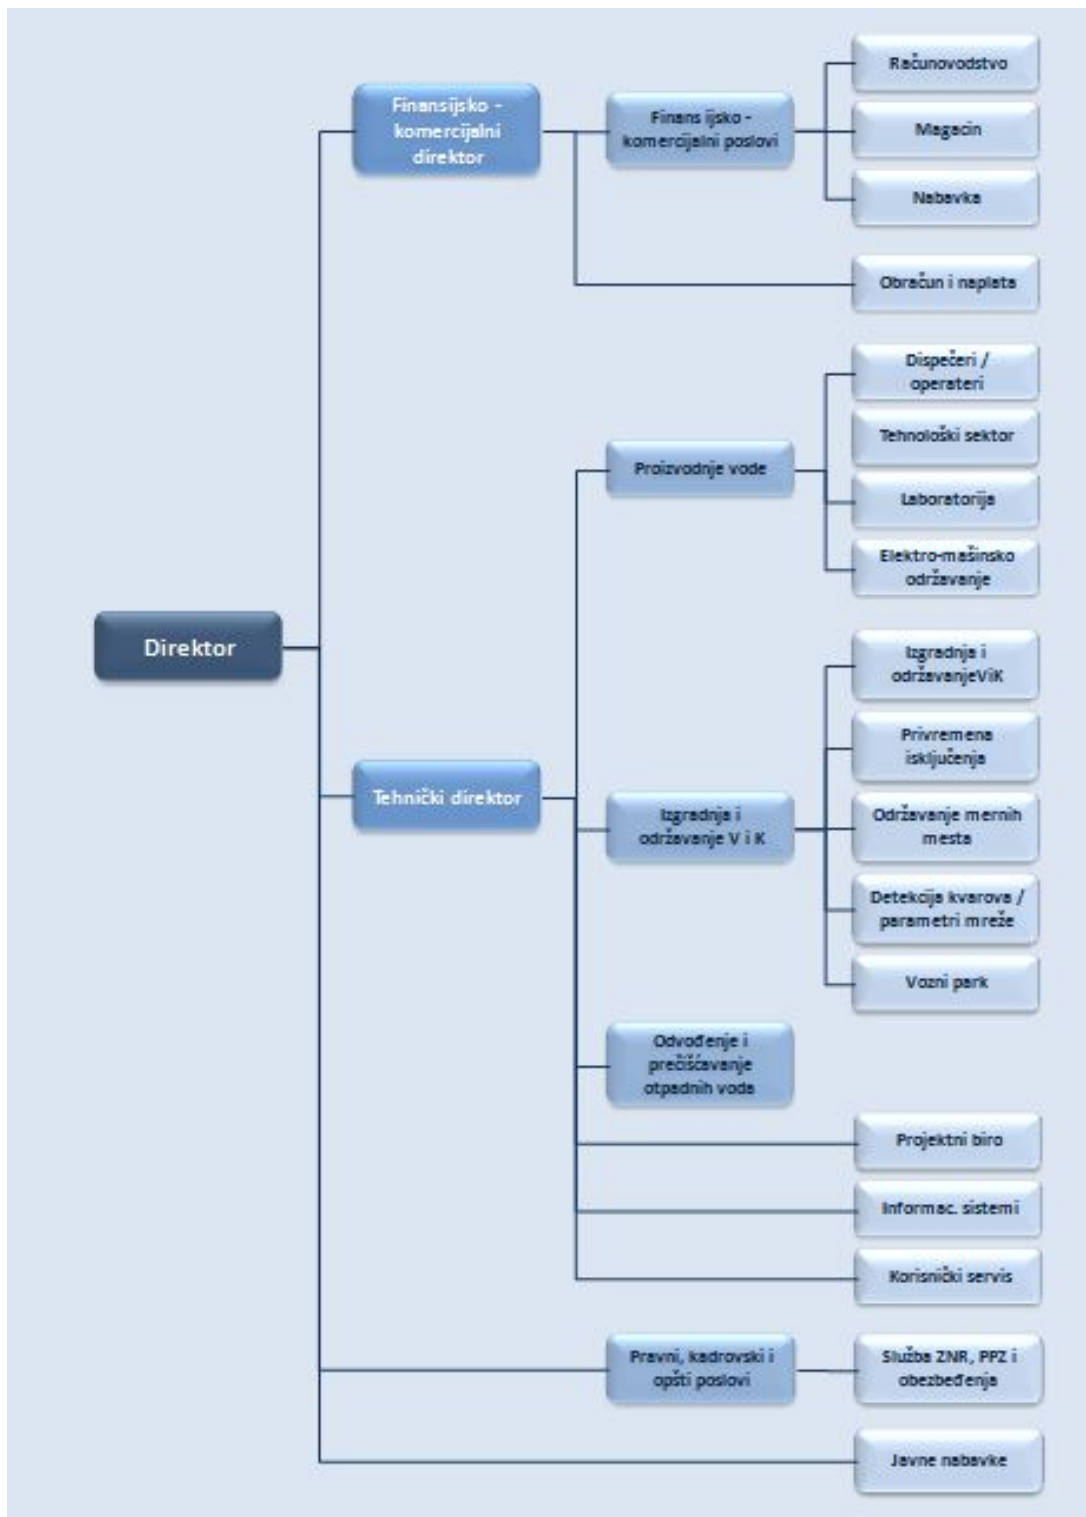 Računovodstvo
Finansijsko -
komercijalni
direktor
Finans ijsko -
komercijalni poslovi
Magacin
Nabavka
Obračun i naplata
Dispečeri /
operateri
Tehnološki sektor
Proizvodnje vode
Laboratorija
Elektro-mašinsko
održavanje
Direktor
Izgradnja i
održavanjeViK
Privremena
isključenja
Tehnički direktor
Izgradnja i
održavanje V i K
Održavanje mernih
mesta
Detekcija kvarova /
parametri mreže
Vozni park
Odvođenje i
prečišćavanje
otpadnih voda
Projektni biro
Informac. sistemi
Korisnički servis
Pravni, kadrovski i
opšti poslovi
Služba ZNR, PPZ i
obezbeđenja
Javne nabavke